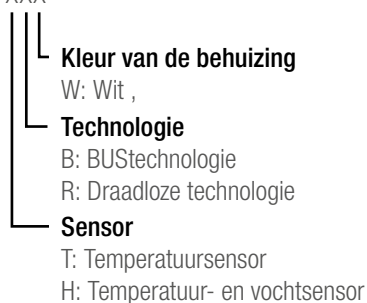 Kleur van de behuizing
W: Wit ,
Technologie
B: BUStechnologie
R: Draadloze technologie
Sensor
T: Temperatuursensor
H: Temperatuur- en vochtsensor